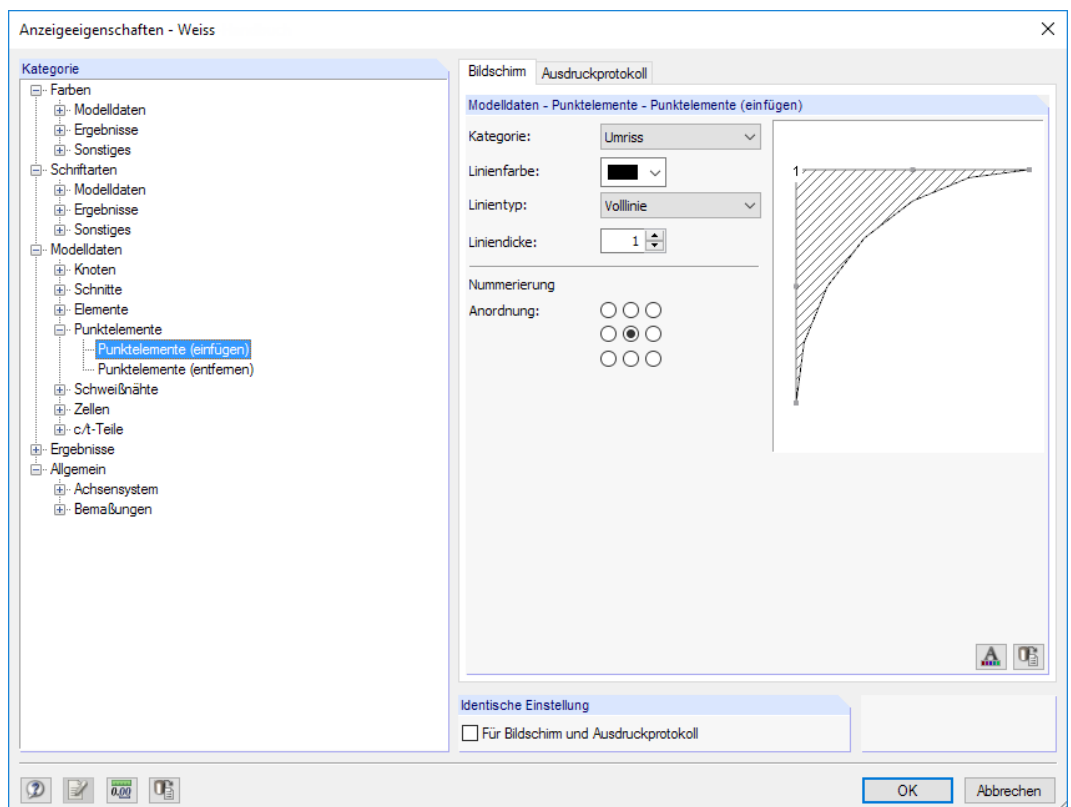 Anzeigeeigenschaften - Weiss
Kategorie
Farben
Modelldaten
Ergebnisse
Sonstiges
Schriftarten
Modelldaten
Ergebnisse
Sonstiges
Modelldaten
Knoten
Schnitte
Elemente
Punktelemente
Punktelemente (einfügen)
Punktelemente (entfernen)
Schweißnähte
Zellen
c/t-Teile
Ergebnisse
Allgemein
Achsensystem
Bemaßungen
Bildschirm
Ausdruckprotokoll
Modelldaten - Punktelemente - Punktelemente (einfügen)
Kategorie: Umriss
Linienfarbe:
Linientyp: Volllinie
Liniendicke: 1
Nummerierung
Anordnung:
1
A
Identische Einstellung
Für Bildschirm und Ausdruckprotokoll
0.00
OK
Abbrechen